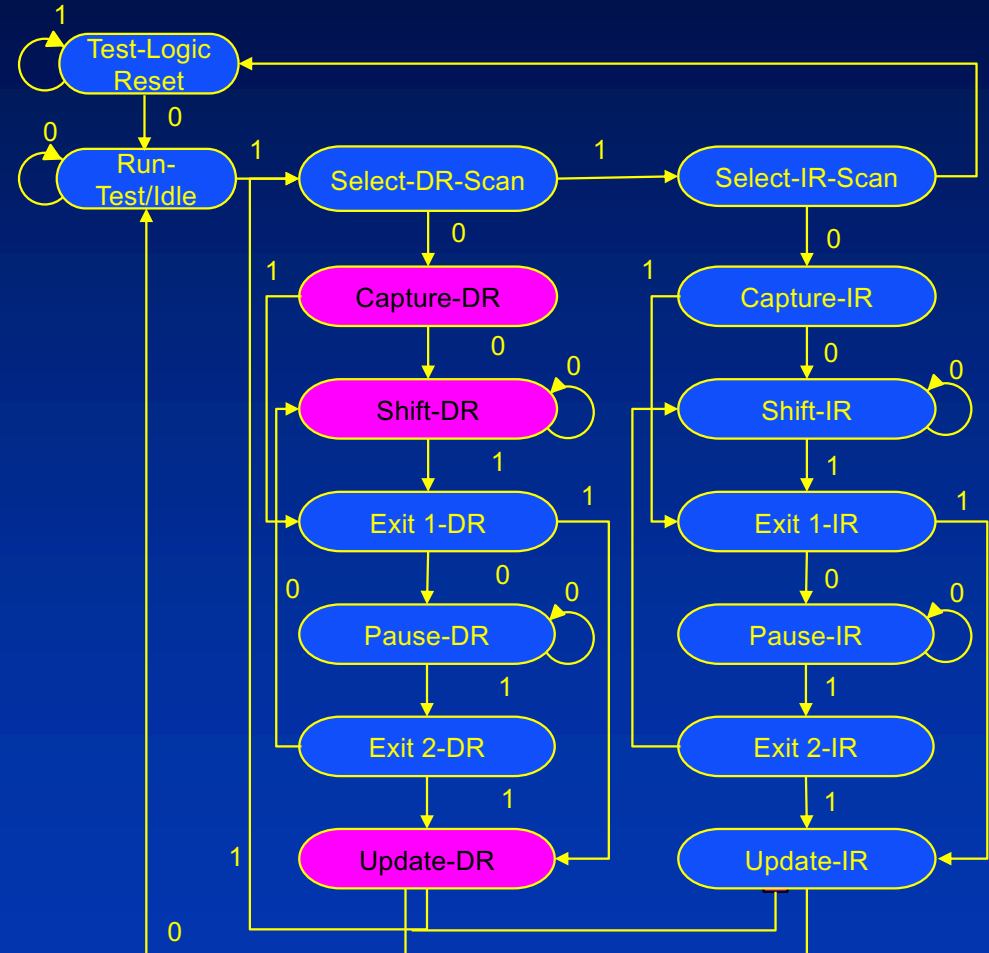 1
Test-Logic
Reset
0
0
Run-
Test/Idle
1
Select-DR-Scan
1
Select-IR-Scan
0
0
1
Capture-DR
1
Capture-IR
0
0
Shift-DR
0
Shift-IR
0
1
1
Exit 1-DR
1
Exit 1-IR
1
0
0
0
Pause-DR
0
Pause-IR
0
1
1
Exit 2-DR
Exit 2-IR
1
1
1
Update-DR
Update-IR
0